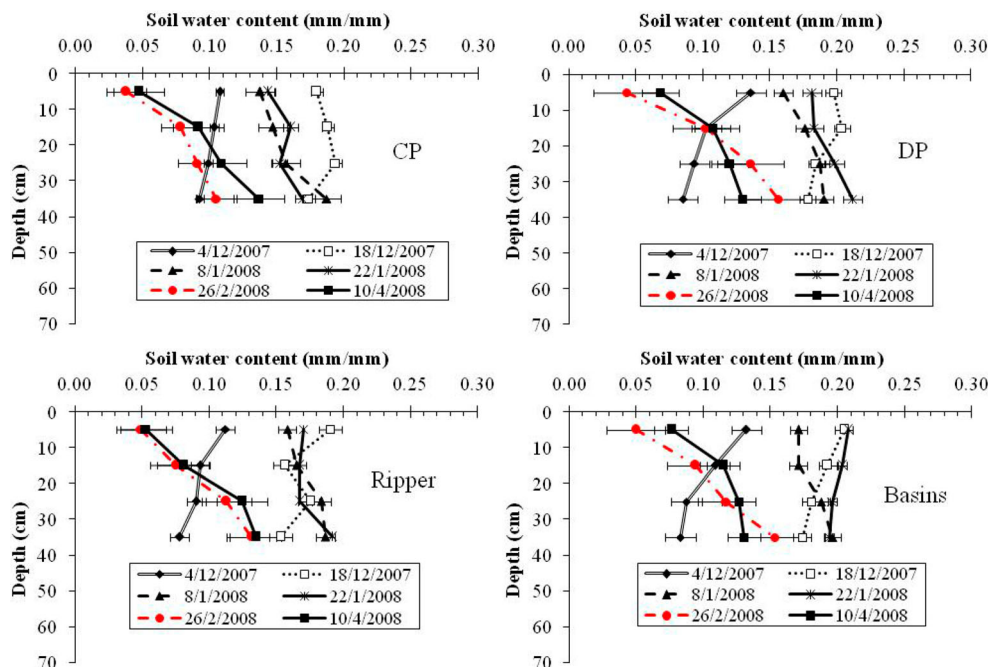 Soil water content (mm/mm)
0.00 0.05 0.10 0.15 0.20 0.25 0.30
Depth (cm)
0
10
20
30
40
50
60
70
CP
4/12/2007 18/12/2007
8/1/2008 22/1/2008
26/2/2008 10/4/2008
Soil water content (mm/mm)
0.00 0.05 0.10 0.15 0.20 0.25 0.30
Depth (cm)
0
10
20
30
40
50
60
70
DP
4/12/2007 18/12/2007
8/1/2008 22/1/2008
26/2/2008 10/4/2008
Soil water content (mm/mm)
0.00 0.05 0.10 0.15 0.20 0.25 0.30
Depth (cm)
0
10
20
30
40
50
60
70
Ripper
4/12/2007 18/12/2007
8/1/2008 22/1/2008
26/2/2008 10/4/2008
Soil water content (mm/mm)
0.00 0.05 0.10 0.15 0.20 0.25 0.30
Depth (cm)
0
10
20
30
40
50
60
70
Basins
4/12/2007 18/12/2007
8/1/2008 22/1/2008
26/2/2008 10/4/2008